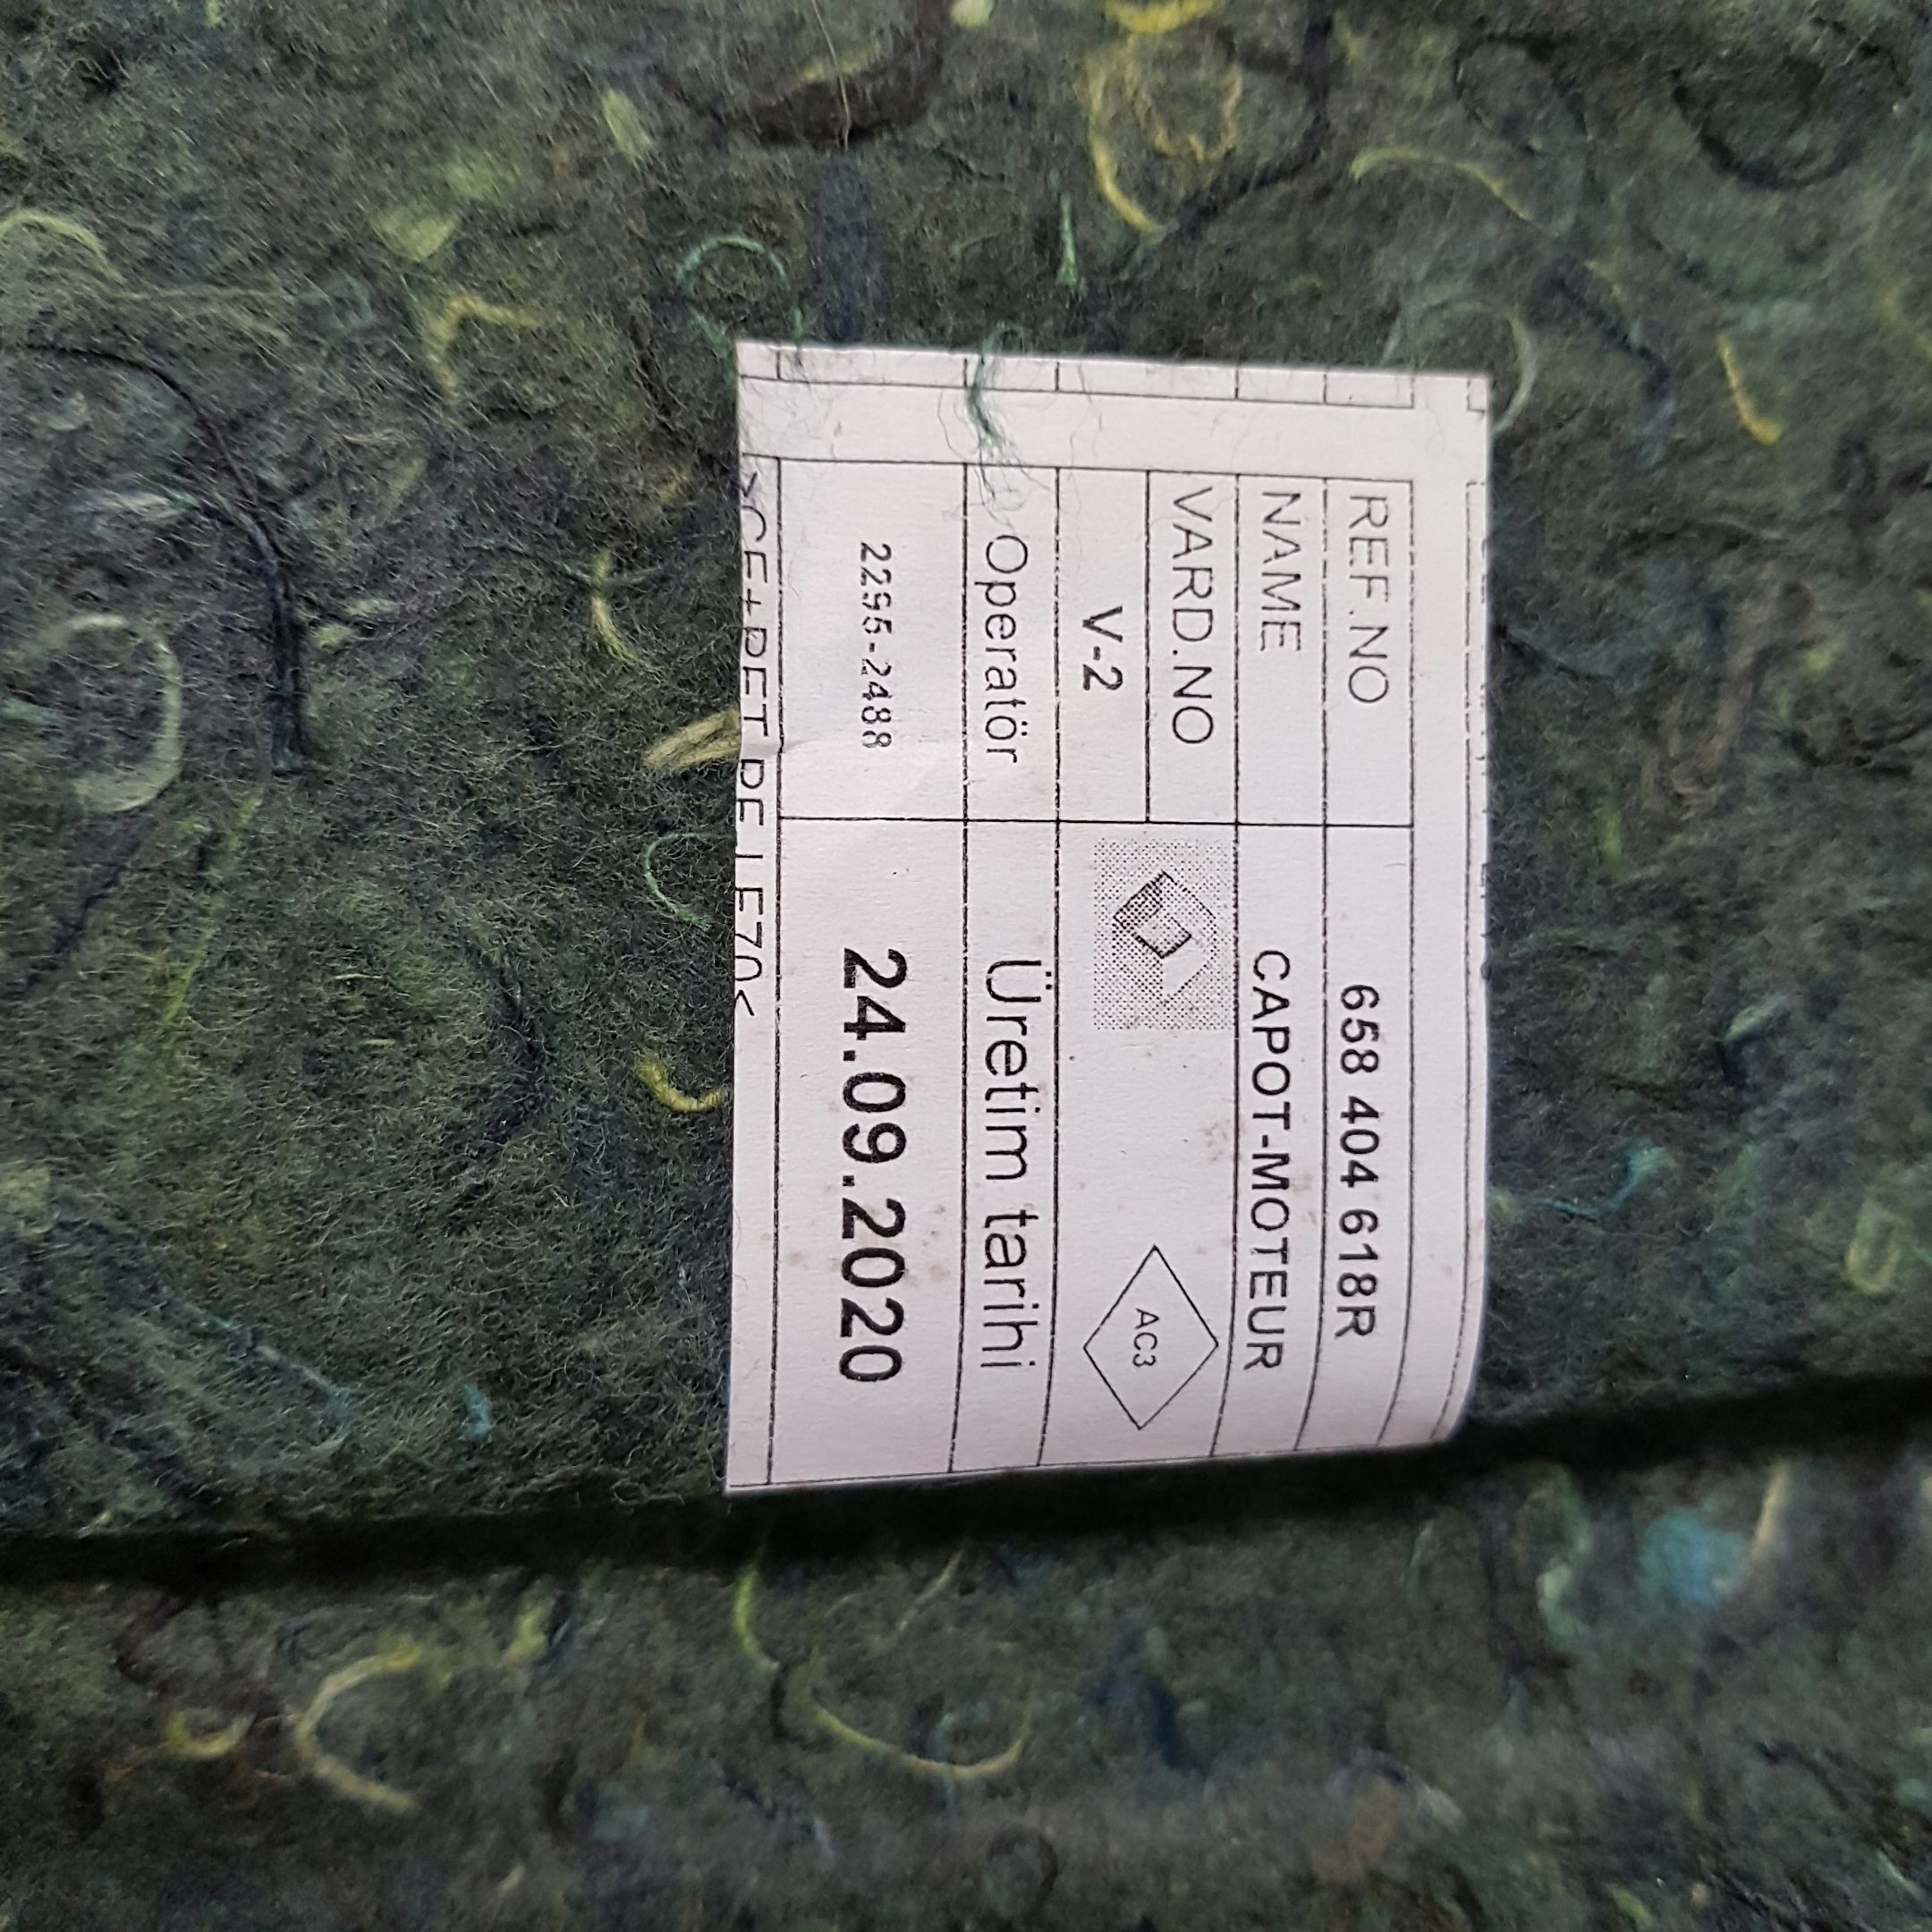 REF.NO 658 404 618R
NAME CAPOT-MOTEUR
VARD.NO
V-2
AC3
Operatör Üretim tarihi
2295-2488 24.09.2020